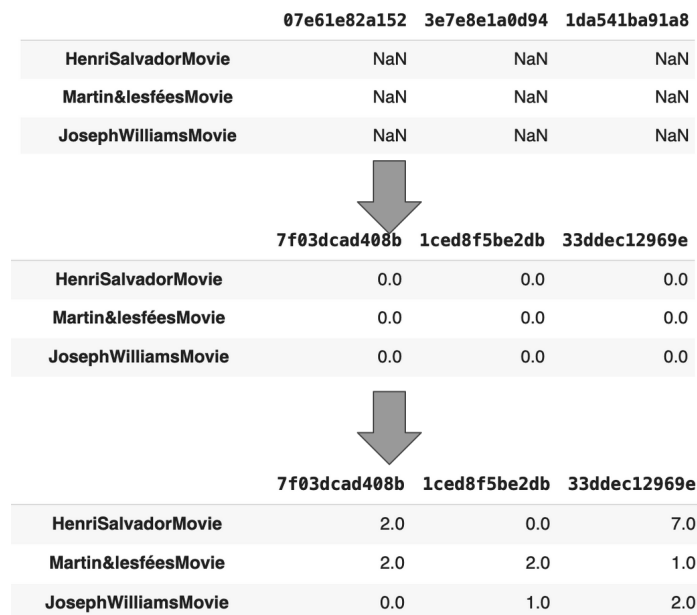 07e61e82a152 3e7e8e1a0d94 1da541ba91a8
HenriSalvadorMovie NaN NaN NaN
Martin&lesféesMovie NaN NaN NaN
JosephWilliamsMovie NaN NaN NaN
7f03dcad408b 1ced8f5be2db 33ddec12969e
HenriSalvadorMovie 0.0 0.0 0.0
Martin&lesféesMovie 0.0 0.0 0.0
JosephWilliamsMovie 0.0 0.0 0.0
7f03dcad408b 1ced8f5be2db 33ddec12969e
HenriSalvadorMovie 2.0 0.0 7.0
Martin&lesféesMovie 2.0 2.0 1.0
JosephWilliamsMovie 0.0 1.0 2.0